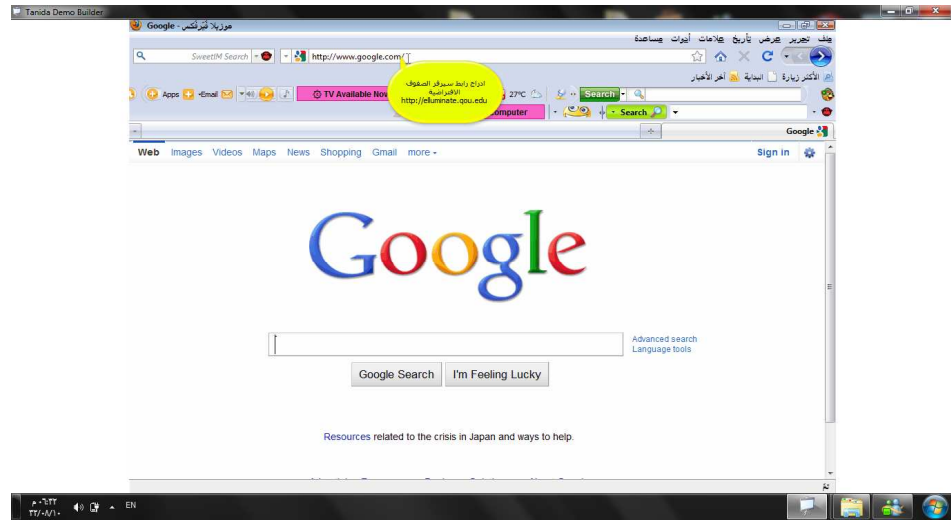 Tanida Demo Builder
موزيلا فَيَرفُكس - Google
ملف تحرير عرض تأريخ علامات أدوات مساعدة
http://www.google.com/
SweetIM Search
الأكثر زيارة البداية آخر الأخبار
ادراج رابط سيرفر الصفوف
الافتراضية
http://elluminate.qou.edu
Apps
Email
TV Available Now
27°C
Search
Computer
Search
Google
Web Images Videos Maps News Shopping Gmail more
Sign in
Google
Advanced search
Language tools
Google Search I'm Feeling Lucky
Resources related to the crisis in Japan and ways to help.
تم
EN